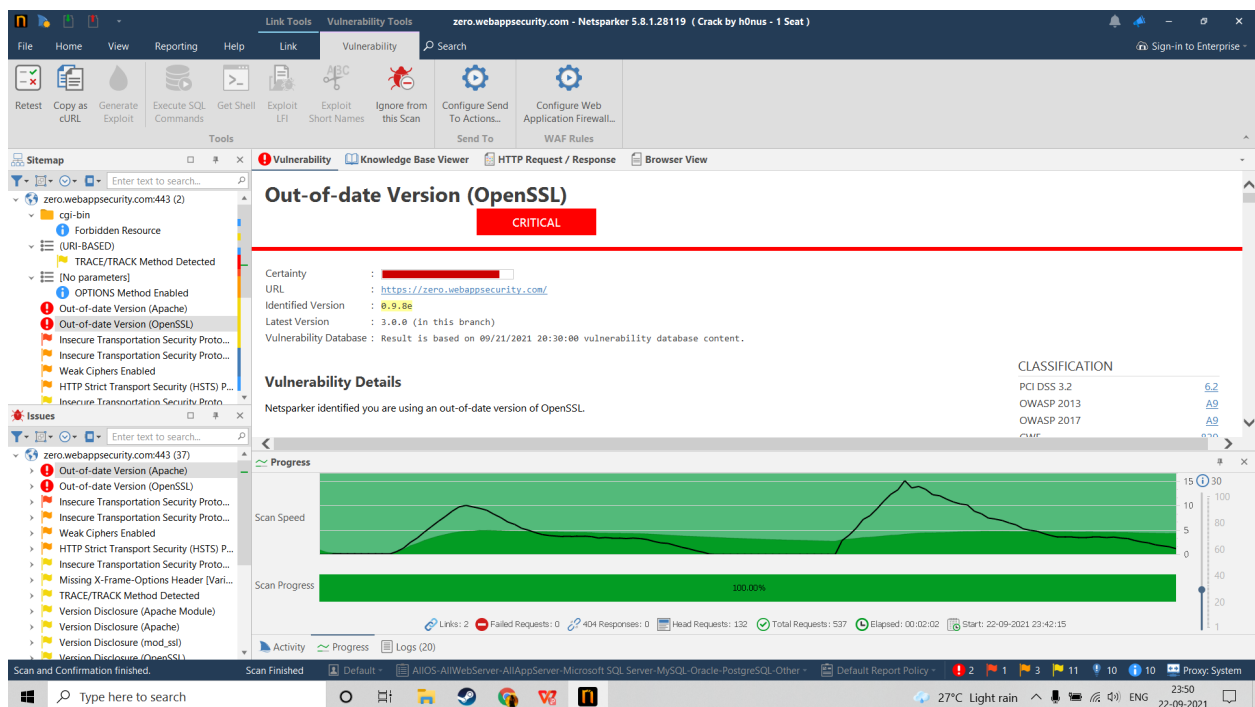 Link Tools Vulnerability Tools zero.webappsecurity.com - Netsparker 5.8.1.28119 ( Crack by h0nus - 1 Seat )
File Home View Reporting Help Link Vulnerability Search Sign-in to Enterprise
Retest Copy as cURL Generate Exploit Execute SQL Commands Get Shell Exploit LFI Exploit Short Names Ignore from this Scan Configure Send To Actions... Configure Web Application Firewall...
Tools Send To WAF Rules
Sitemap
Enter text to search...
zero.webappsecurity.com:443 (2)
cgi-bin
Forbidden Resource
(URI-BASED)
TRACE/TRACK Method Detected
[No parameters]
OPTIONS Method Enabled
Out-of-date Version (Apache)
Out-of-date Version (OpenSSL)
Insecure Transportation Security Proto...
Insecure Transportation Security Proto...
Weak Ciphers Enabled
HTTP Strict Transport Security (HSTS) P...
Insecure Transportation Security Proto
Issues
Enter text to search...
zero.webappsecurity.com:443 (37)
Out-of-date Version (Apache)
Out-of-date Version (OpenSSL)
Insecure Transportation Security Proto...
Insecure Transportation Security Proto...
Weak Ciphers Enabled
HTTP Strict Transport Security (HSTS) P...
Insecure Transportation Security Proto...
Missing X-Frame-Options Header [Vari...
TRACE/TRACK Method Detected
Version Disclosure (Apache Module)
Version Disclosure (Apache)
Version Disclosure (mod_ssl)
Version Disclosure (OpenSSL)
Vulnerability Knowledge Base Viewer HTTP Request / Response Browser View
Out-of-date Version (OpenSSL)
CRITICAL
Certainty :
URL : https://zero.webappsecurity.com/
Identified Version : 0.9.8e
Latest Version : 3.0.0 (in this branch)
Vulnerability Database : Result is based on 09/21/2021 20:30:00 vulnerability database content.
CLASSIFICATION
Vulnerability Details
PCI DSS 3.2 6.2
Netsparker identified you are using an out-of-date version of OpenSSL.
OWASP 2013 A9
OWASP 2017 A9
CWE 829
Progress
Scan Speed
15
10
5
0
30
100
80
60
40
20
1
Scan Progress
100.00%
Links: 2 Failed Requests: 0 404 Responses: 0 Head Requests: 132 Total Requests: 537 Elapsed: 00:02:02 Start: 22-09-2021 23:42:15
Activity Progress Logs (20)
Scan and Confirmation finished. Scan Finished Default AllOS-AllWebServer-AllAppServer-Microsoft SQL Server-MySQL-Oracle-PostgreSQL-Other Default Report Policy 2 1 3 11 10 10 Proxy: System
Type here to search 27°C Light rain ENG 23:50
22-09-2021